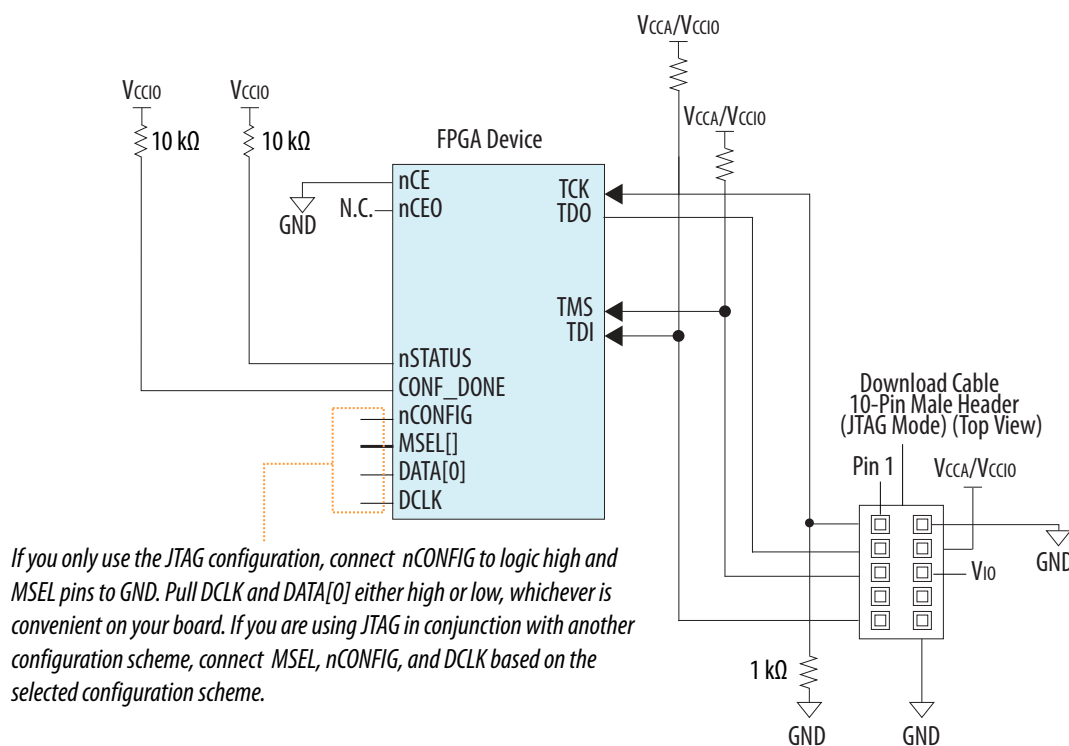 VCCA/VCCIO
VCCIO
VCCIO
VCCA/VCCIO
10 kΩ
10 kΩ
FPGA Device
nCE
TCK
GND
N.C.
nCEO
TDO
TMS
TDI
nSTATUS
CONF_DONE
nCONFIG
MSEL[]
DATA[0]
DCLK
Download Cable
10-Pin Male Header
(JTAG Mode) (Top View)
Pin 1
VCCA/VCCIO
GND
VIO
If you only use the JTAG configuration, connect nCONFIG to logic high and
MSEL pins to GND. Pull DCLK and DATA[0] either high or low, whichever is
convenient on your board. If you are using JTAG in conjunction with another
configuration scheme, connect MSEL, nCONFIG, and DCLK based on the
selected configuration scheme.
1 kΩ
GND
GND